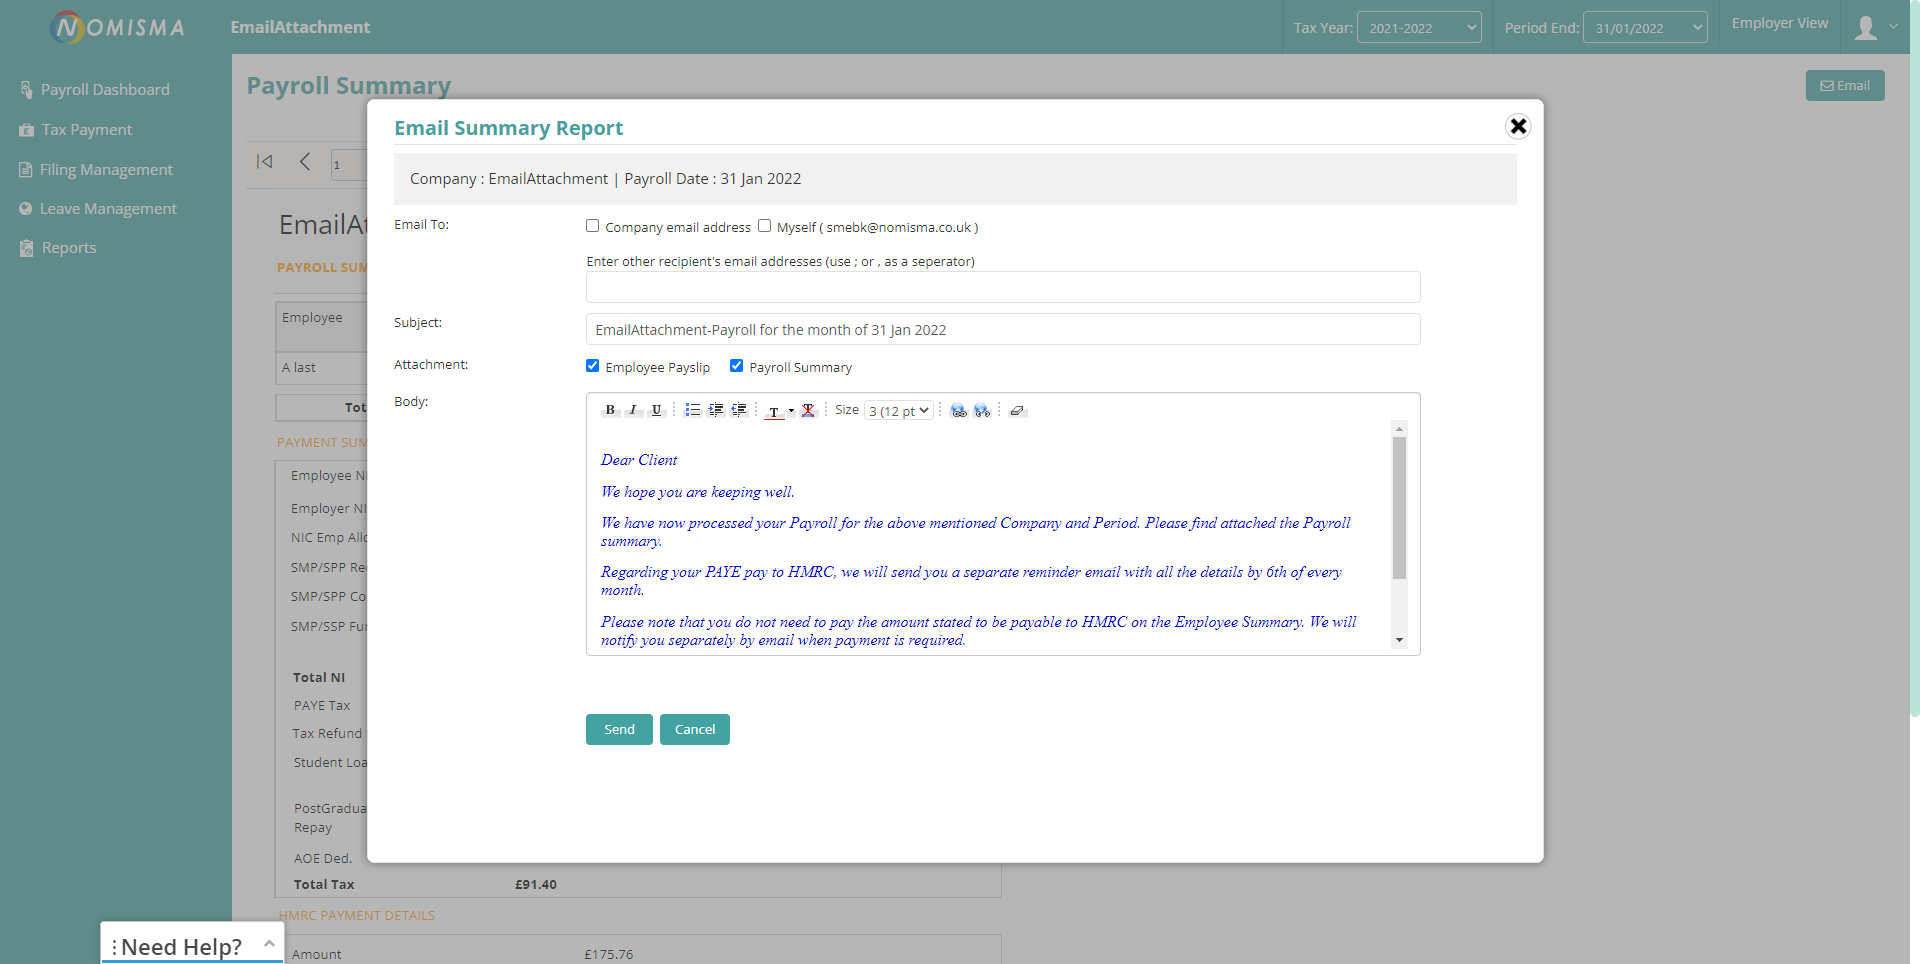 NOMISMA
EmailAttachment
Tax Year: 2021-2022
Period End: 31/01/2022
Employer View
Payroll Dashboard
Tax Payment
Filing Management
Leave Management
Reports
Payroll Summary
Email
1
Email Summary Report
Company : EmailAttachment | Payroll Date : 31 Jan 2022
Email To:
Company email address
Myself ( smebk@nomisma.co.uk )
Enter other recipient's email addresses (use ; or , as a seperator)
Subject:
EmailAttachment-Payroll for the month of 31 Jan 2022
Attachment:
Employee Payslip
Payroll Summary
Body:
B I U
T
Size 3 (12 pt
Dear Client
We hope you are keeping well.
We have now processed your Payroll for the above mentioned Company and Period. Please find attached the Payroll
summary.
Regarding your PAYE pay to HMRC, we will send you a separate reminder email with all the details by 6th of every
month.
Please note that you do not need to pay the amount stated to be payable to HMRC on the Employee Summary. We will
notify you separately by email when payment is required.
Send
Cancel
EmailAt
PAYROLL SUM
Employee
A last
Tot
PAYMENT SUM
Employee NI
Employer NI
NIC Emp Allo
SMP/SPP Re
SMP/SPP Co
SMP/SSP Fu
Total NI
PAYE Tax
Tax Refund
Student Loa
PostGradua
Repay
AOE Ded.
Total Tax £91.40
HMRC PAYMENT DETAILS
Amount £175.76
Need Help?